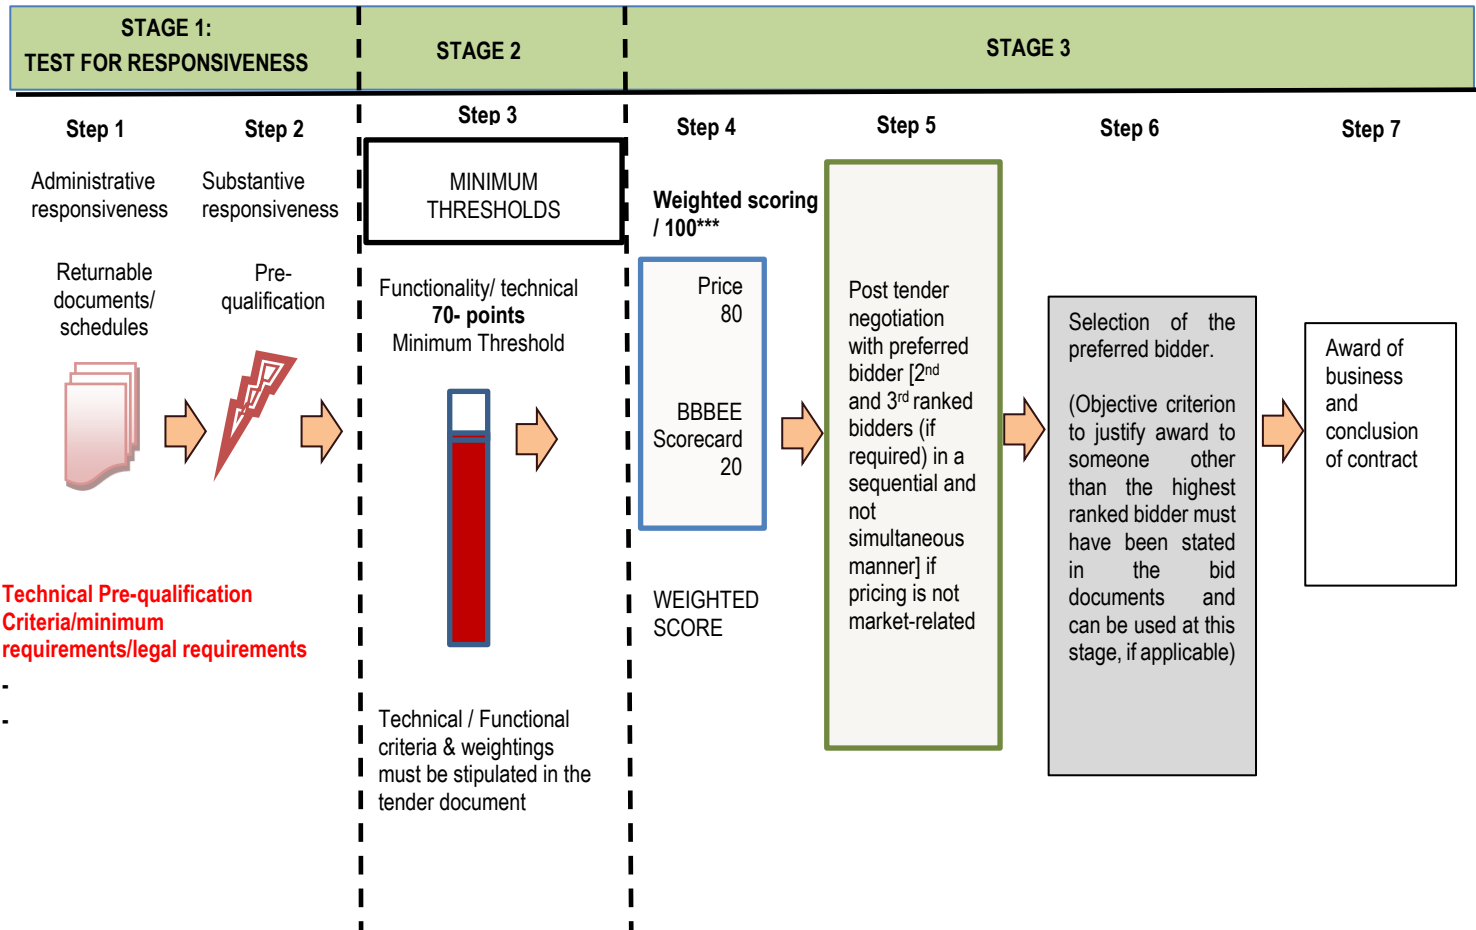 STAGE 1:
TEST FOR RESPONSIVENESS
STAGE 2
STAGE 3
Step 1
Administrative
responsiveness
Returnable
documents/
schedules
Step 2
Substantive
responsiveness
Pre-
qualification
Technical Pre-qualification
Criteria/minimum
requirements/legal requirements
-
-
Step 3
MINIMUM
THRESHOLDS
Functionality/ technical
70- points
Minimum Threshold
Technical / Functional
criteria & weightings
must be stipulated in the
tender document
Step 4
Weighted scoring
/ 100***
Price
80
BBBEE
Scorecard
20
WEIGHTED
SCORE
Step 5
Post tender
negotiation
with preferred
bidder [2nd
and 3rd ranked
bidders (if
required) in a
sequential and
not
simultaneous
manner] if
pricing is not
market-related
Step 6
Selection of the
preferred bidder.
(Objective criterion
to justify award to
someone other
than the highest
ranked bidder must
have been stated
in the bid
documents and
can be used at this
stage, if applicable)
Step 7
Award of
business
and
conclusion
of contract